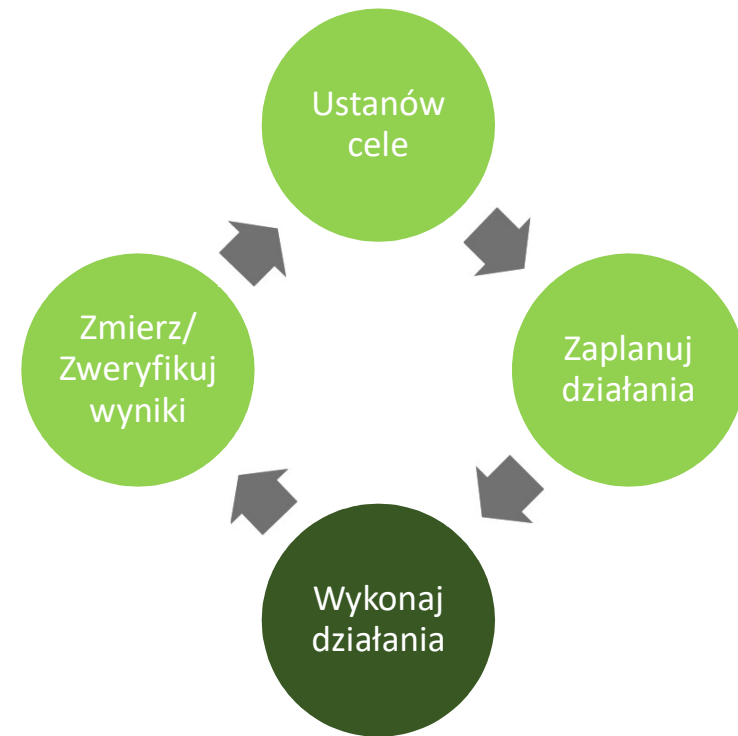 Ustanów
cele
Zaplanuj
działania
Wykonaj
działania
Zmierz/
Zweryfikuj
wyniki